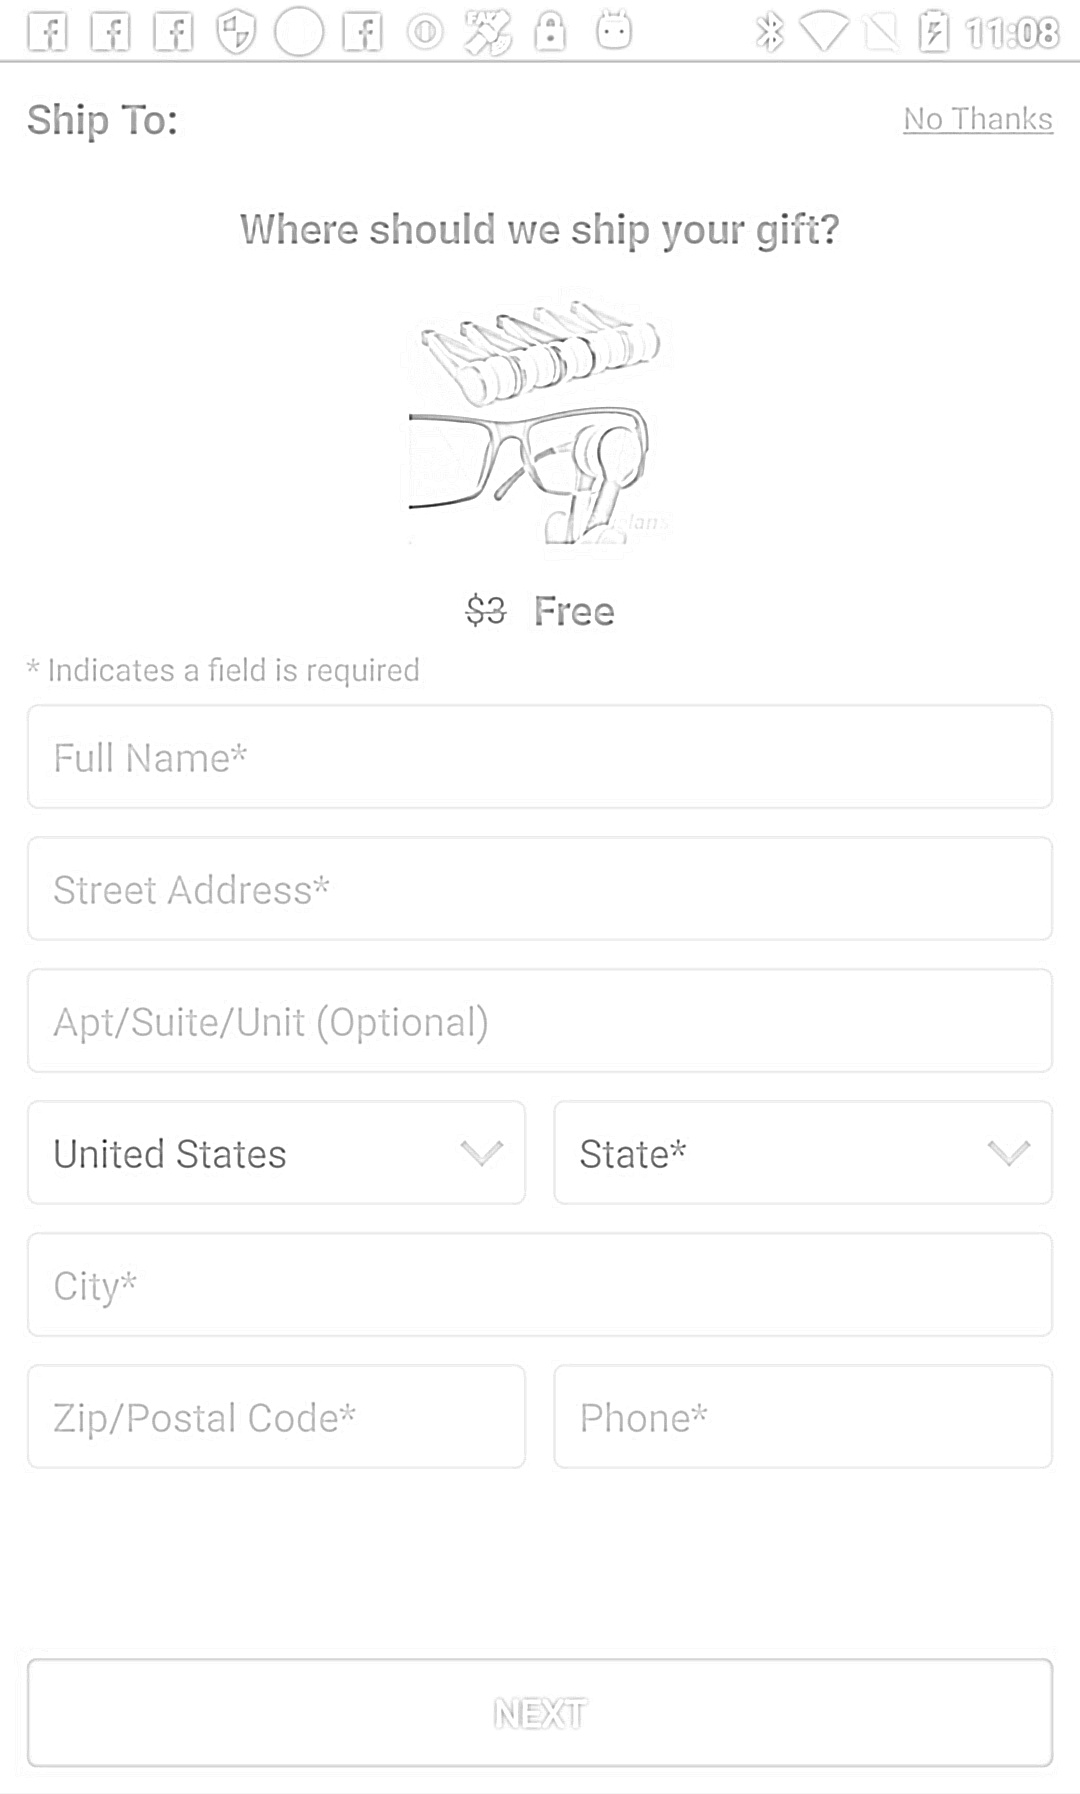 11:08
Ship To:
No Thanks
Where should we ship your gift?
$3 Free
* Indicates a field is required
Full Name*
Street Address*
Apt/Suite/Unit (Optional)
United States
State*
City*
Zip/Postal Code*
Phone*
NEXT